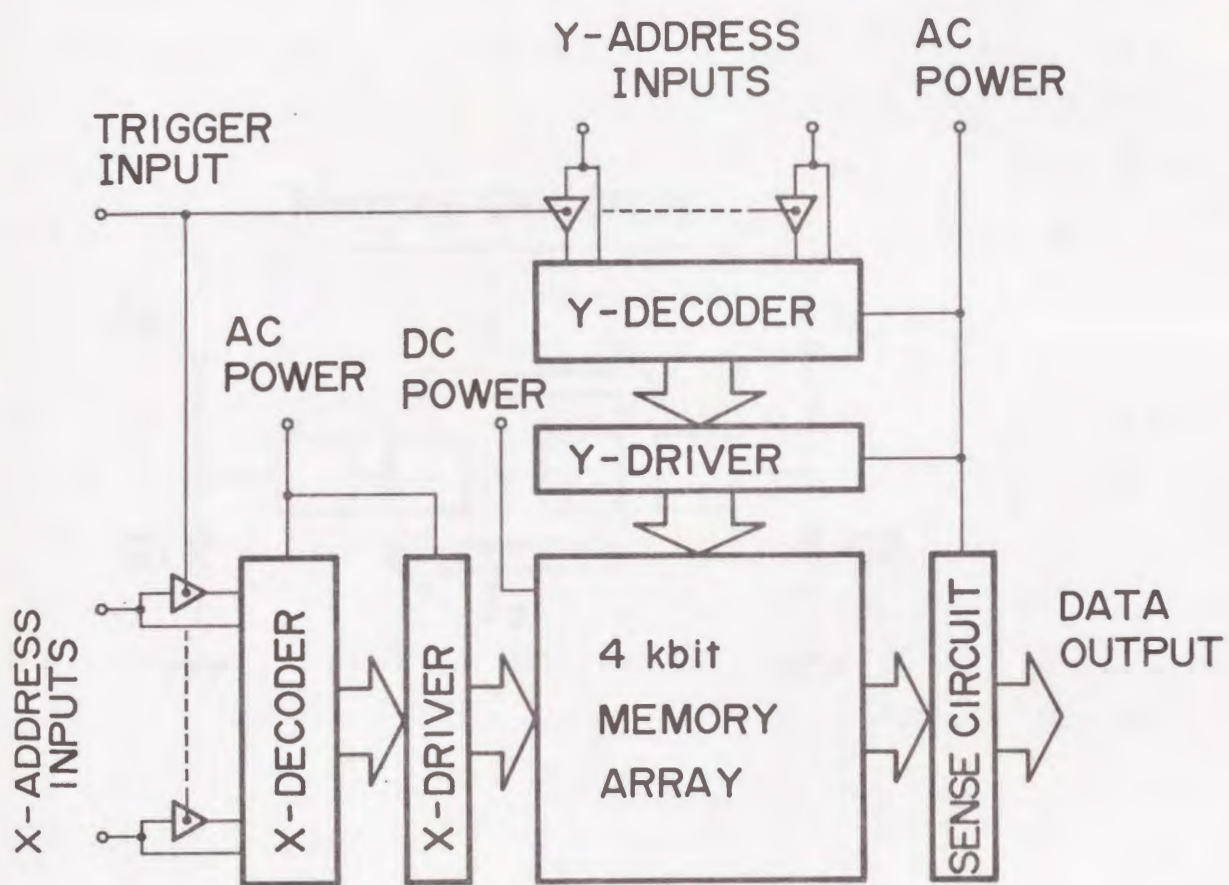 Y-ADDRESS
INPUTS
AC
POWER
TRIGGER
INPUT
Y-DECODER
AC
POWER
DC
POWER
Y-DRIVER
X-ADDRESS
INPUTS
X-DECODER
X-DRIVER
4 kbit
MEMORY
ARRAY
SENSE CIRCUIT
DATA
OUTPUT